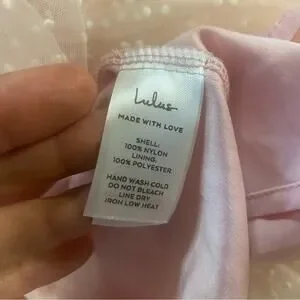 Lulus
MADE WITH LOVE
SHELL:
100% NYLON
LINING:
100% POLYESTER
HAND WASH COLD
DO NOT BLEACH
LINE DRY
IRON LOW HEAT